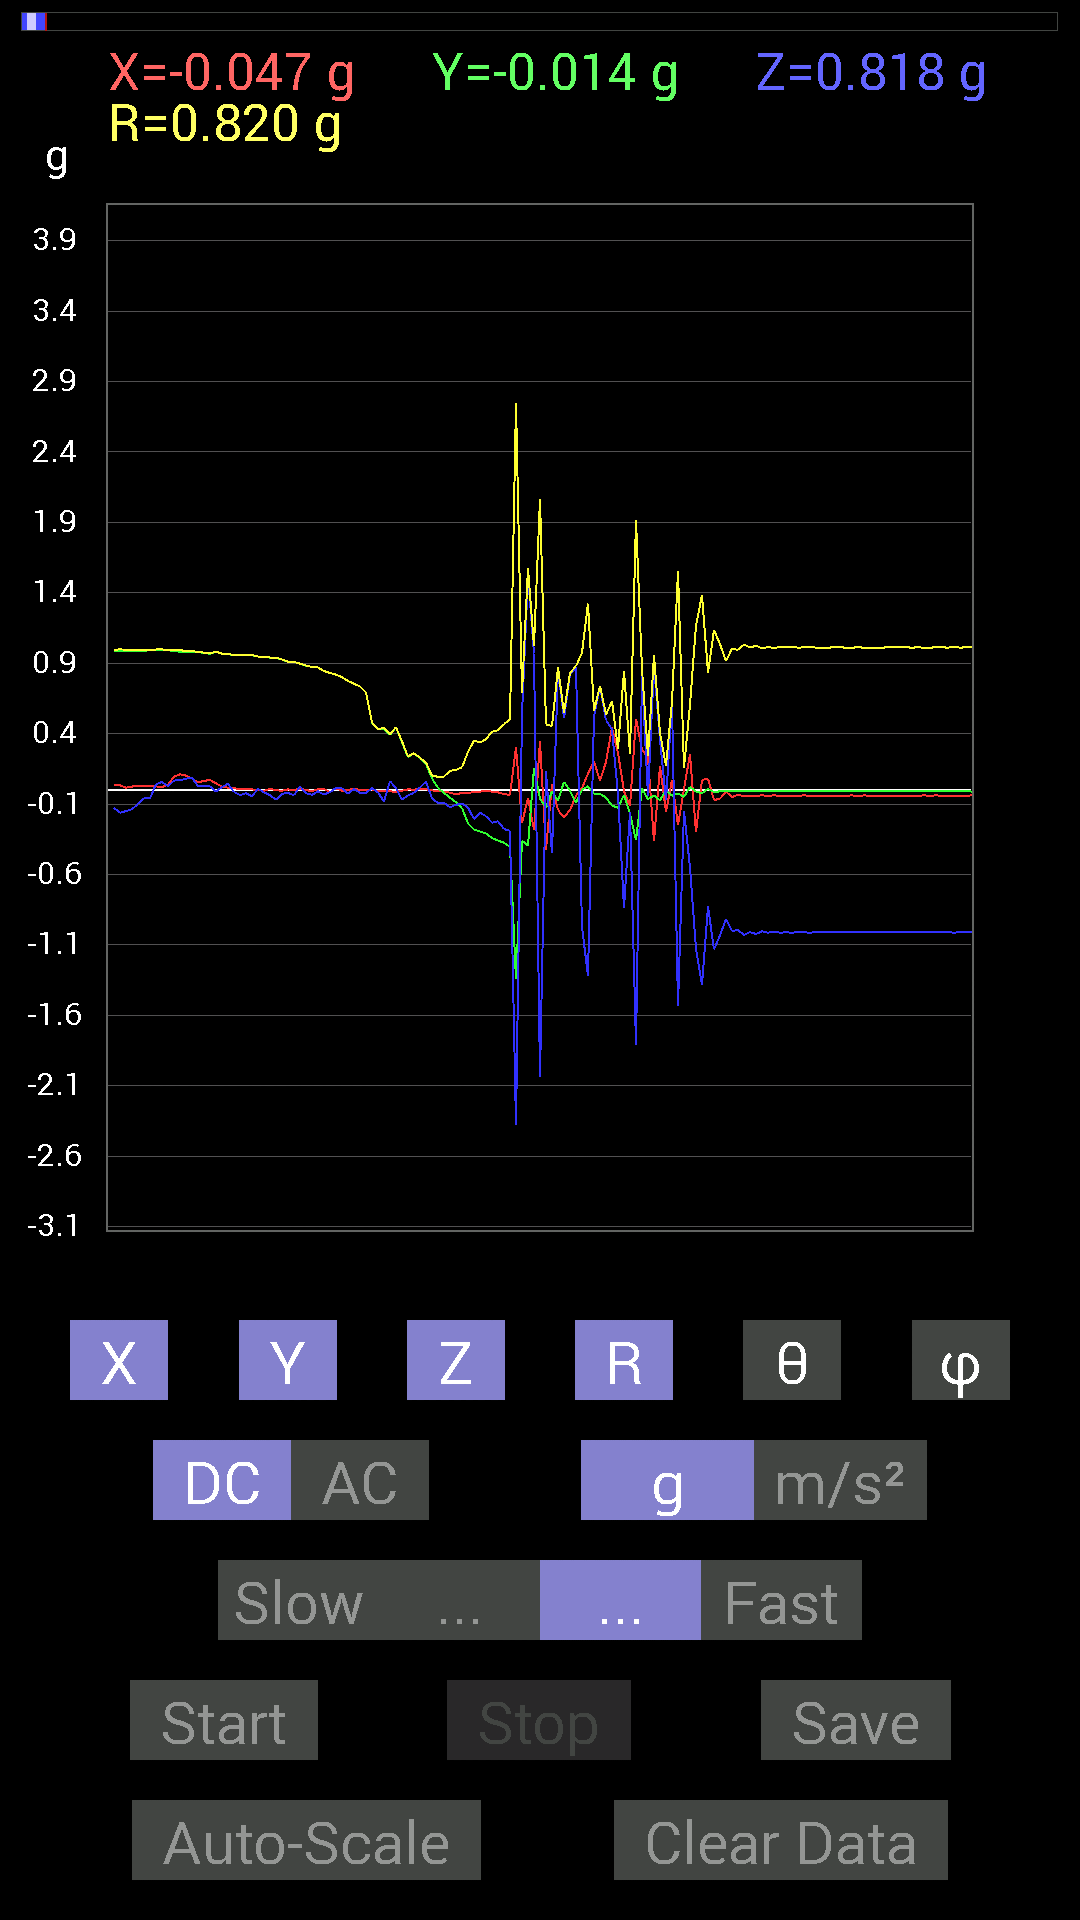 X=-0.047 g Y=-0.014 g Z=0.818 g
R=0.820 g
g
3.9
3.4
2.9
2.4
1.9
1.4
0.9
0.4
-0.1
-0.6
-1.1
-1.6
-2.1
-2.6
-3.1
X Y Z R θ φ
DC AC g m/s²
Slow ... ... Fast
Start Stop Save
Auto-Scale Clear Data